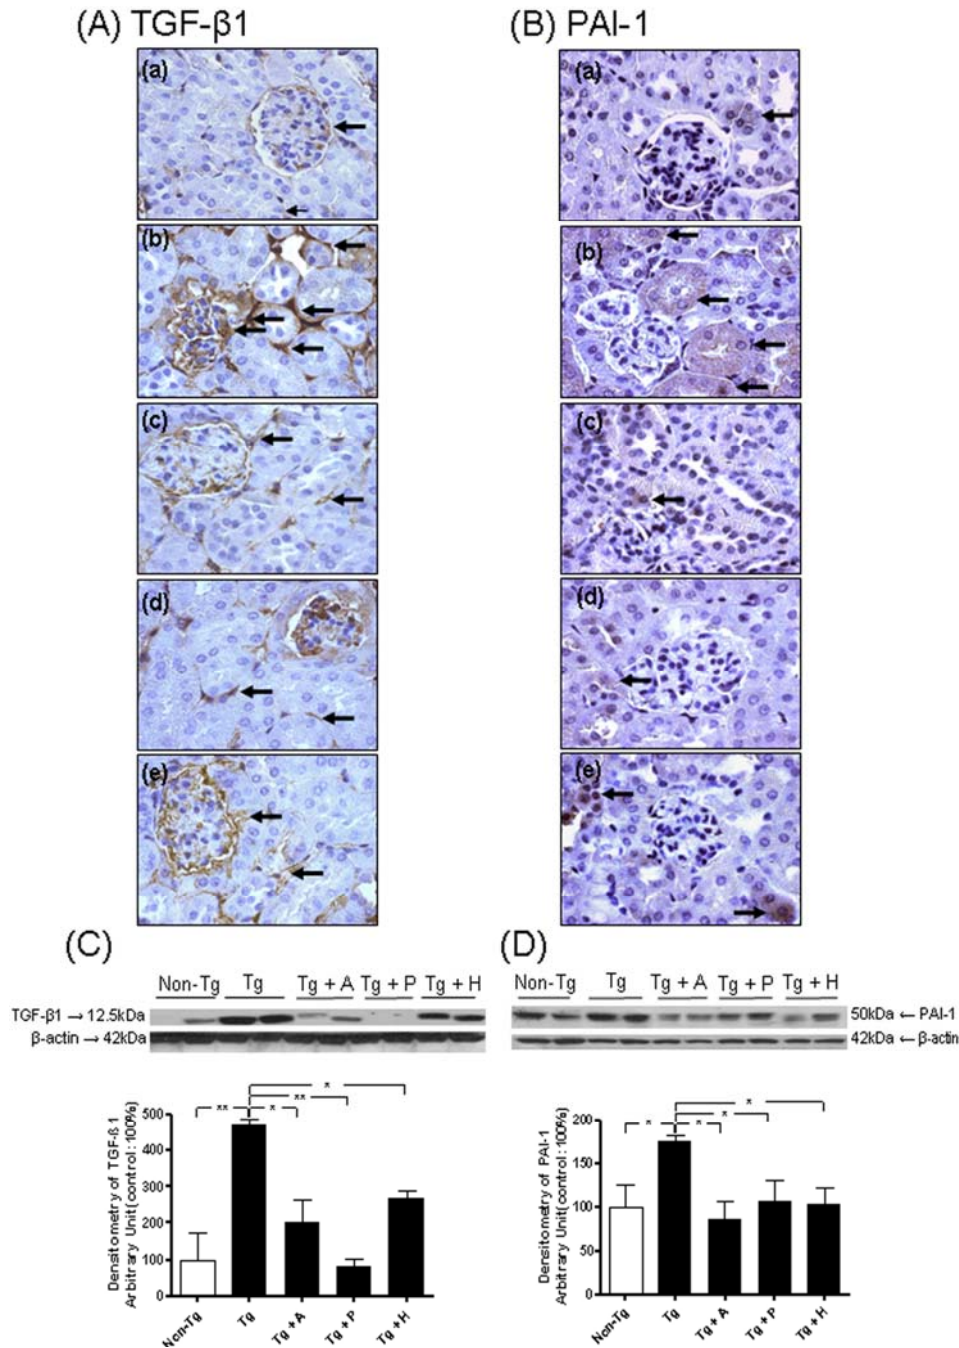 (A) TGF-β1
(B) PAI-1
(a)
(b)
(c)
(d)
(e)
(a)
(b)
(c)
(d)
(e)
(C)
Non-Tg Tg Tg + A Tg + P Tg + H
TGF-β1 → 12.5kDa
β-actin → 42kDa
Densitometry of TGF-ß1
Arbitrary Unit(control:100%)
500
400
300
200
100
0
** * ** *
Non-Tg Tg Tg + A Tg + P Tg + H
(D)
Non-Tg Tg Tg + A Tg + P Tg + H
50kDa ← PAI-1
42kDa ← β-actin
Densitometry of PAI-1
Arbitrary Unit(control:100%)
200
150
100
50
0
* * * *
Non-Tg Tg Tg + A Tg + P Tg + H